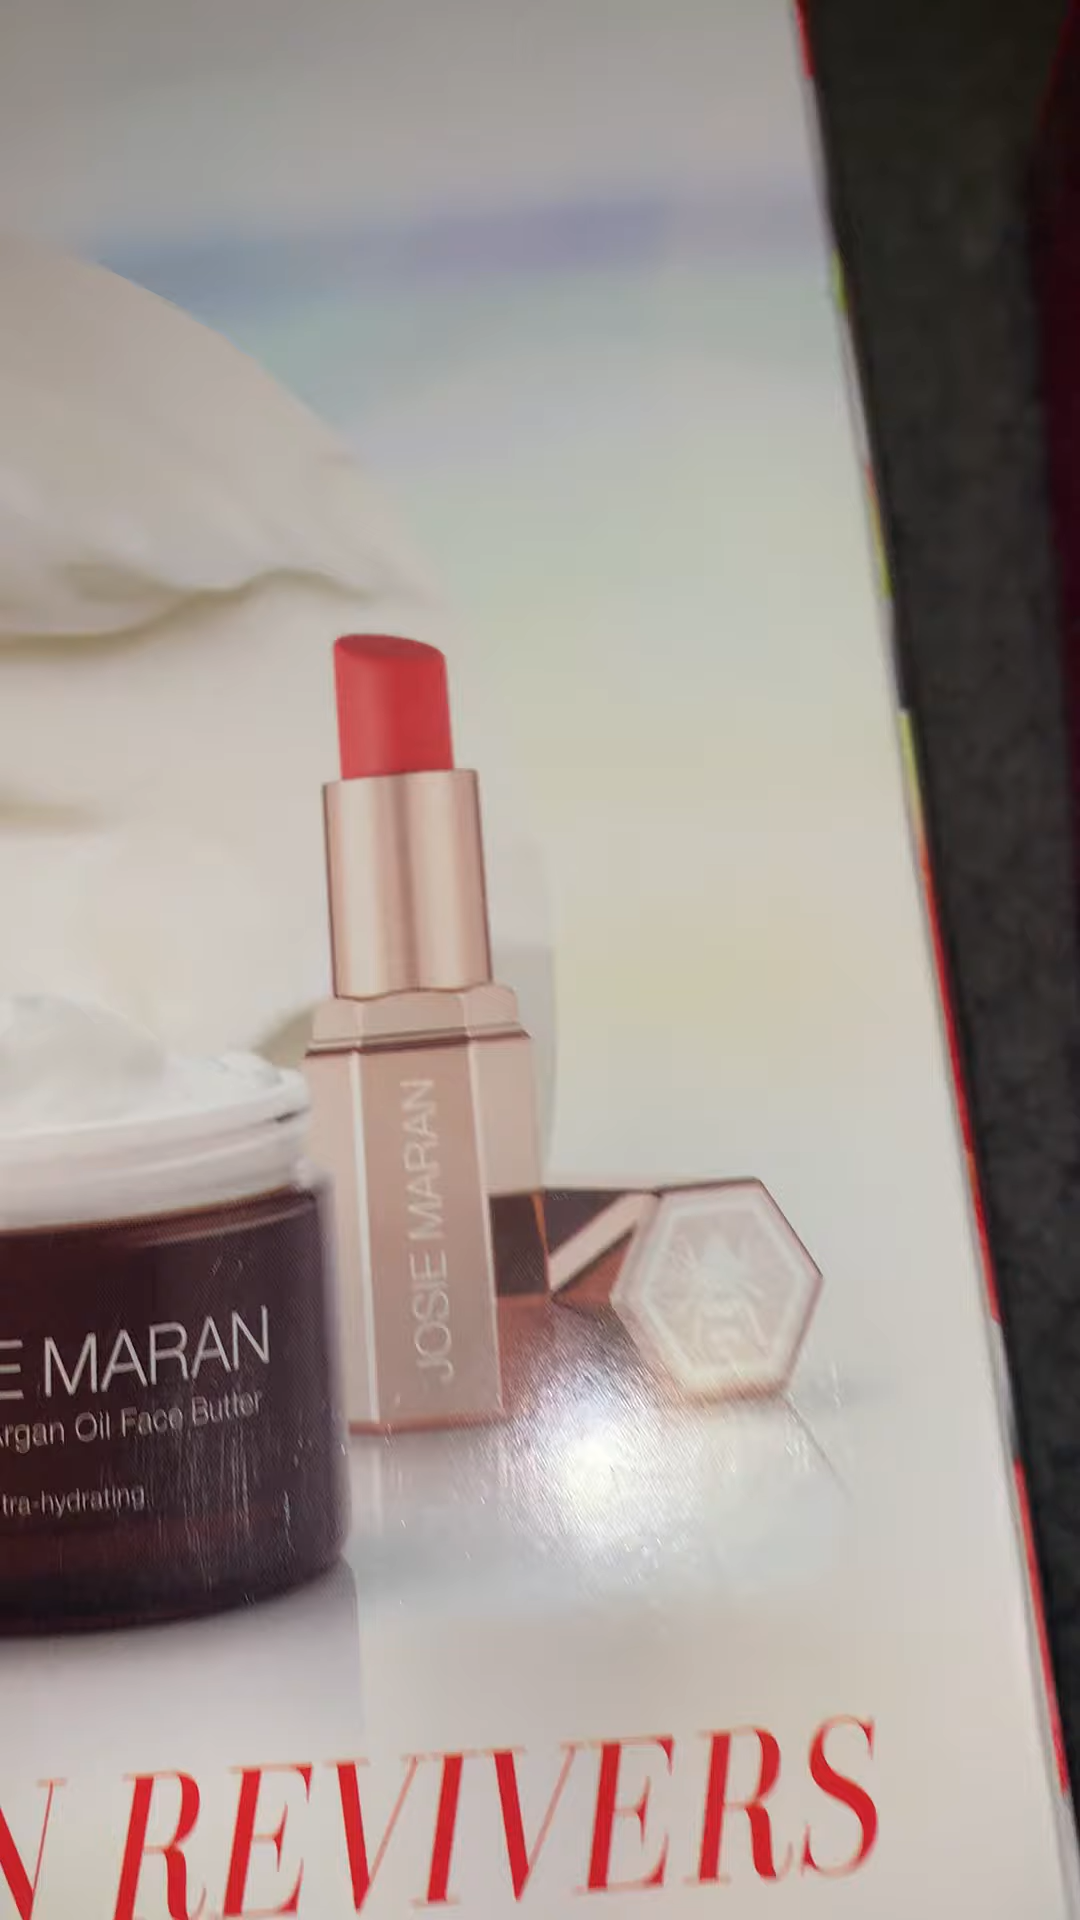 JOSIE MARAN
E MARAN
Argan Oil Face Butter
tra-hydrating
N REVIVERS